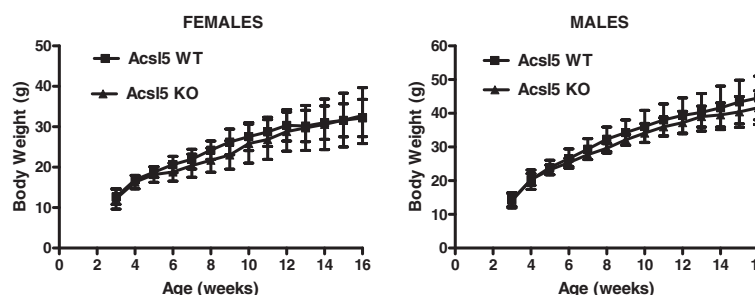 FEMALES
50
40
30
20
10
0
Body Weight (g)
Acsl5 WT
Acsl5 KO
0 2 4 6 8 10 12 14 16
Age (weeks)
MALES
60
50
40
30
20
10
0
Body Weight (g)
Acsl5 WT
Acsl5 KO
0 2 4 6 8 10 12 14
Age (weeks)